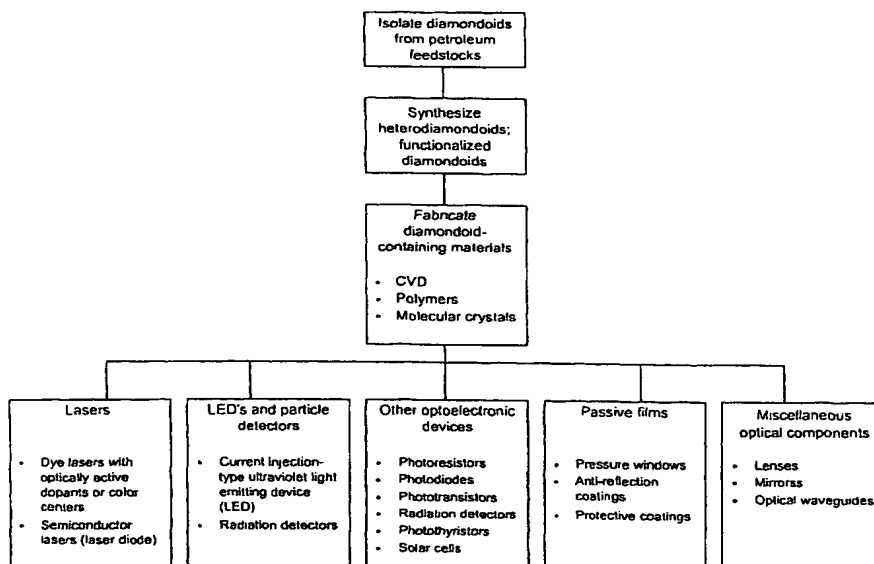 Isolate diamondoids
from petroleum
feedstocks
Synthesize
heterodiamondoids;
functionalized
diamondoids
Fabricate
diamondoid-
containing materials
• CVD
• Polymers
• Molecular crystals
Lasers
• Dye lasers with
optically active
dopants or color
centers
• Semiconductor
lasers (laser diode)
LED's and particle
detectors
• Current injection-
type ultraviolet light
emitting device
(LED)
• Radiation detectors
Other optoelectronic
devices
• Photoresistors
• Photodiodes
• Phototransistors
• Radiation detectors
• Photothyristors
• Solar cells
Passive films
• Pressure windows
• Anti-reflection
coatings
• Protective coatings
Miscellaneous
optical components
• Lenses
• Mirrors
• Optical waveguides